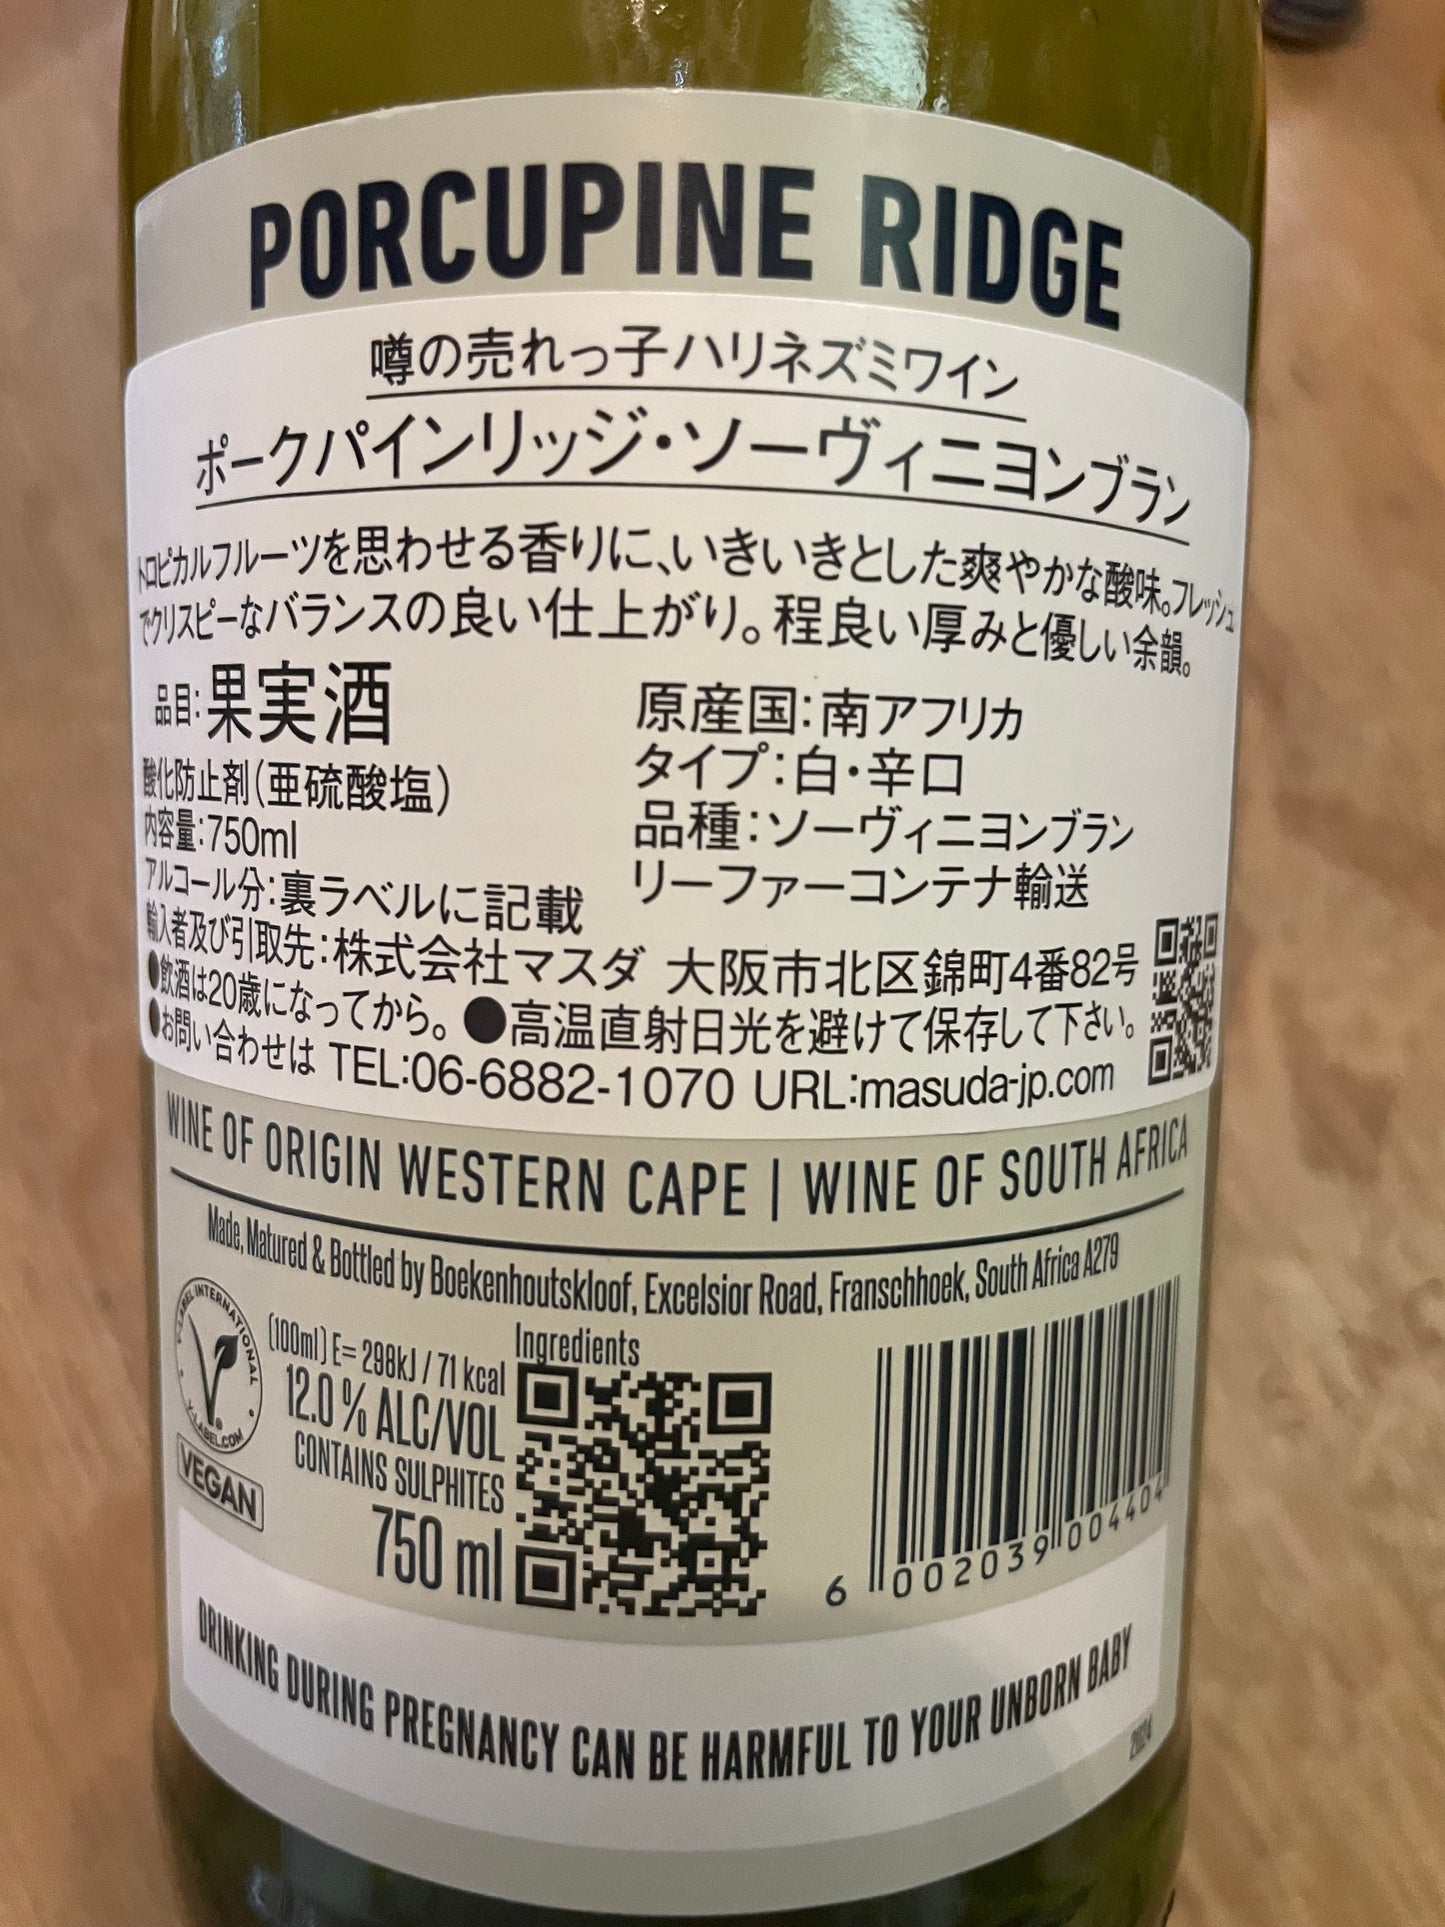 PORCUPINE RIDGE
噂の売れっ子ハリネズミワイン
ポークパインリッジ・ソーヴィニヨンブラン
トロピカルフルーツを思わせる香りに、いきいきとした爽やかな酸味。フレッシュ
でクリスピーなバランスの良い仕上がり。程良い厚みと優しい余韻。
品目:果実酒
酸化防止剤(亜硫酸塩)
内容量:750ml
アルコール分:裏ラベルに記載
原産国:南アフリカ
タイプ:白・辛口
品種:ソーヴィニヨンブラン
リーファーコンテナ輸送
輸入者及び引取先:株式会社マスダ 大阪市北区錦町4番82号
●飲酒は20歳になってから。●高温直射日光を避けて保存して下さい。
●お問い合わせは TEL:06-6882-1070 URL:masuda-jp.com
WINE OF ORIGIN WESTERN CAPE | WINE OF SOUTH AFRICA
Made, Matured & Bottled by Boekenhoutskloof, Excelsior Road, Franschhoek, South Africa A279
V-LABEL INTERNATIONAL
V-LABEL.COM
VEGAN
(100ml) E= 298kJ / 71 kcal
12.0 % ALC/VOL
CONTAINS SULPHITES
750 ml
Ingredients
6 002039 004404
DRINKING DURING PREGNANCY CAN BE HARMFUL TO YOUR UNBORN BABY
2024